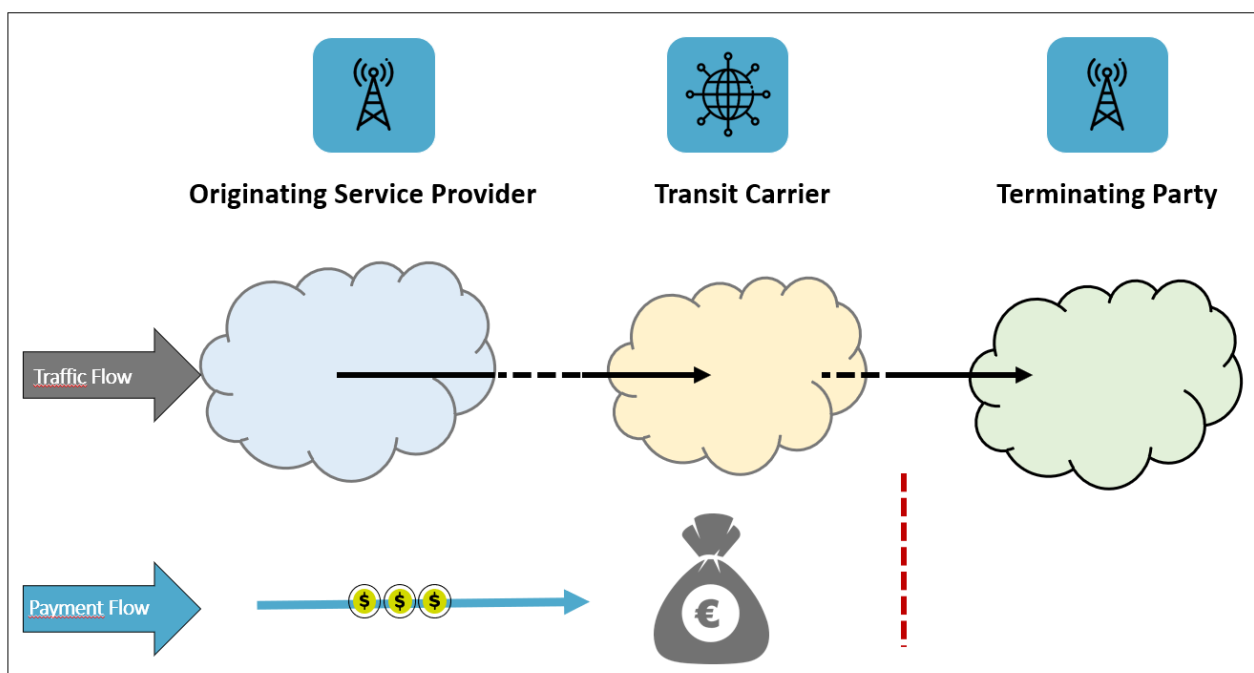 Originating Service Provider
Transit Carrier
Terminating Party
Traffic Flow
Payment Flow
$ $ $
€